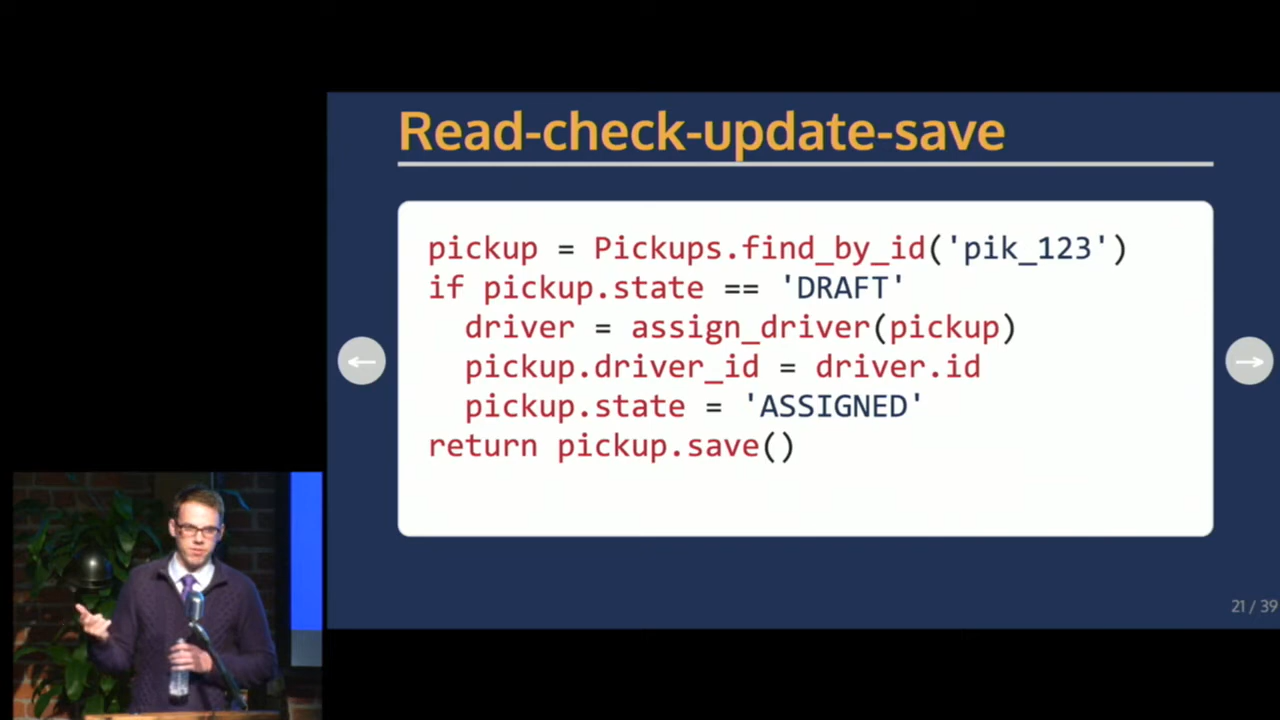 Read-check-update-save
pickup = Pickups.find_by_id('pik_123')
if pickup.state == 'DRAFT'
  driver = assign_driver(pickup)
  pickup.driver_id = driver.id
  pickup.state = 'ASSIGNED'
return pickup.save()
21 / 39